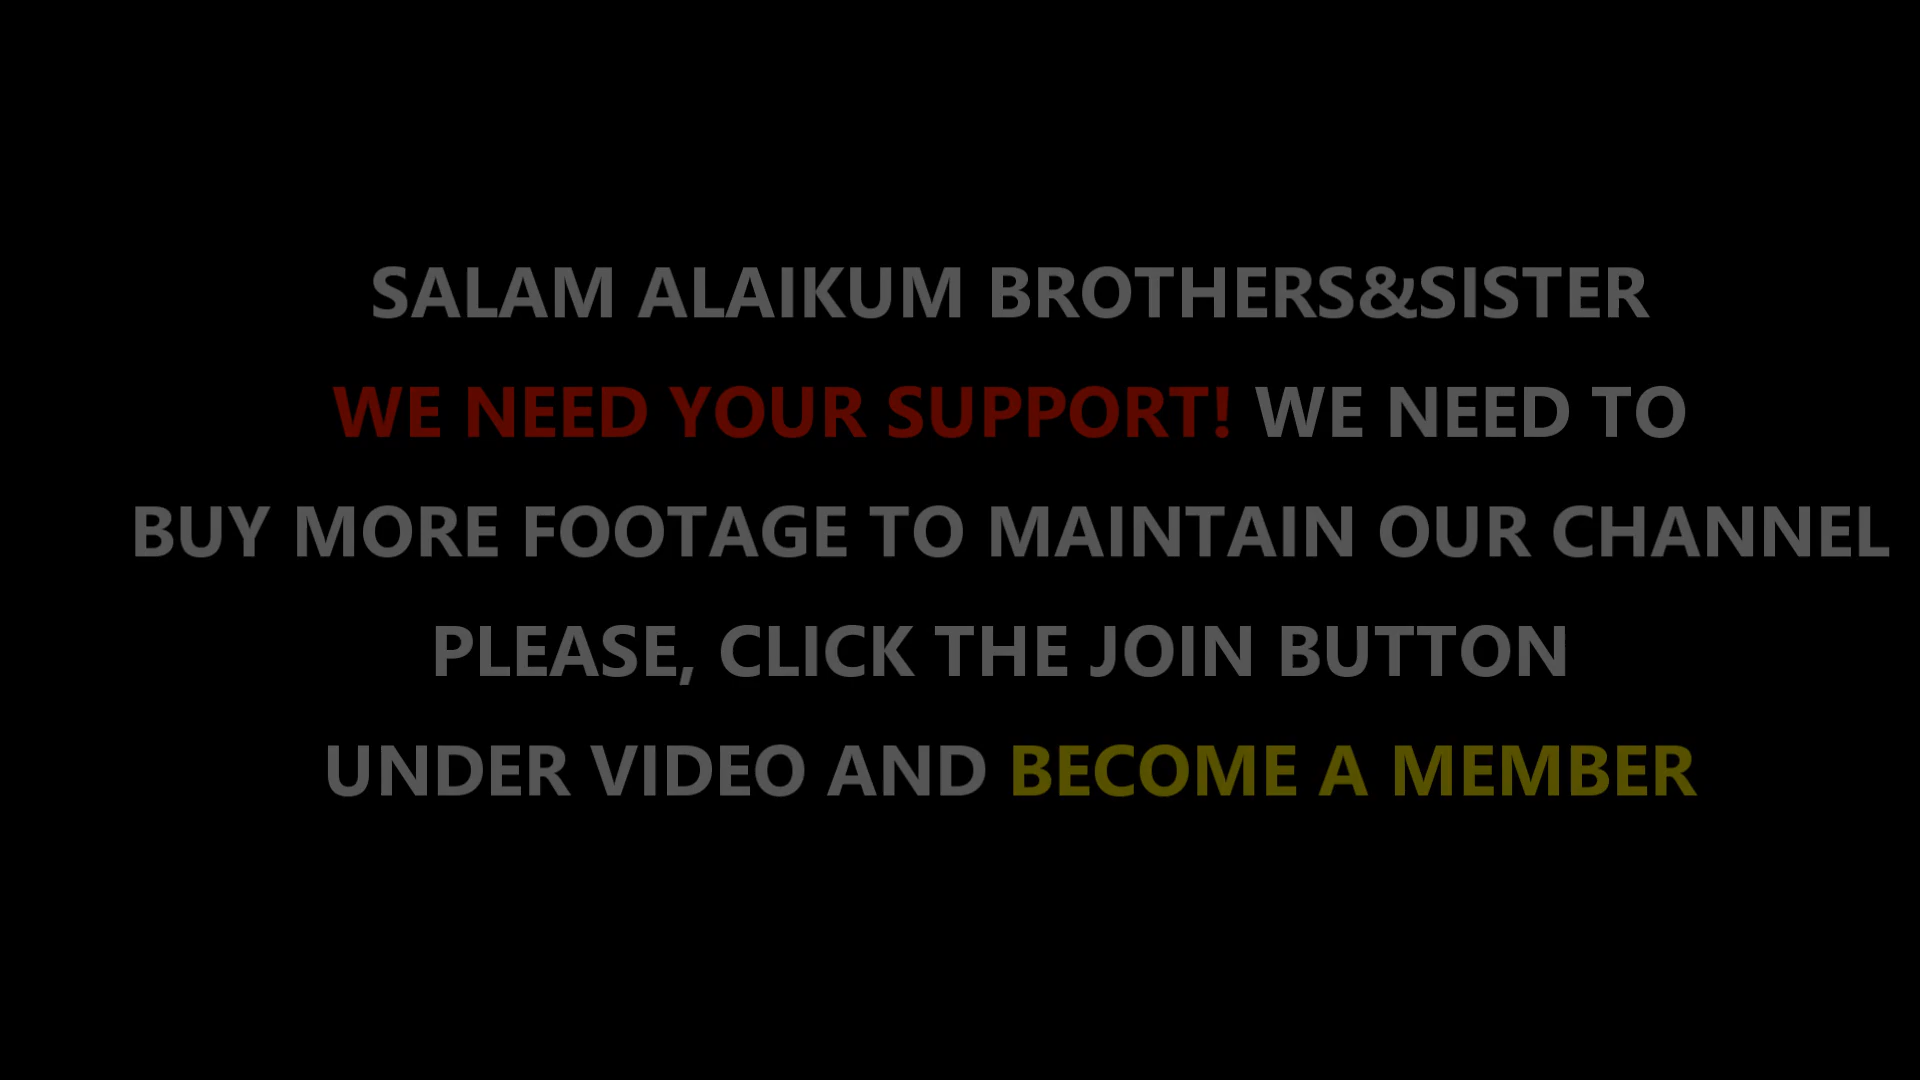 SALAM ALAIKUM BROTHERS&SISTER
WE NEED YOUR SUPPORT! WE NEED TO
BUY MORE FOOTAGE TO MAINTAIN OUR CHANNEL
PLEASE, CLICK THE JOIN BUTTON
UNDER VIDEO AND BECOME A MEMBER